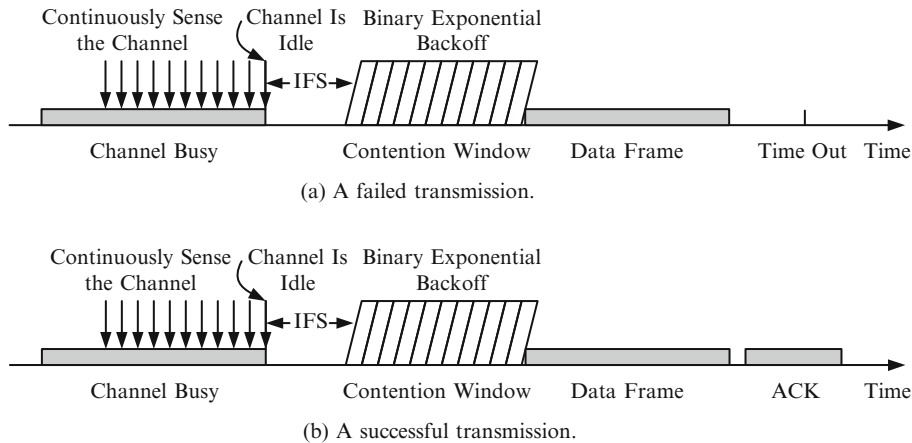 Continuously Sense
the Channel
Channel Is
Idle
Binary Exponential
Backoff
IFS
Channel Busy
Contention Window
Data Frame
Time Out
Time
(a) A failed transmission.
Continuously Sense
the Channel
Channel Is
Idle
Binary Exponential
Backoff
IFS
Channel Busy
Contention Window
Data Frame
ACK
Time
(b) A successful transmission.